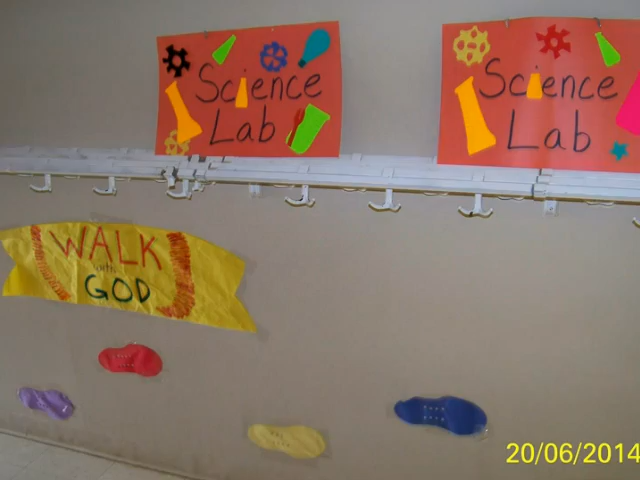 Science
Lab
Science
Lab
WALK
with
GOD
20/06/2014